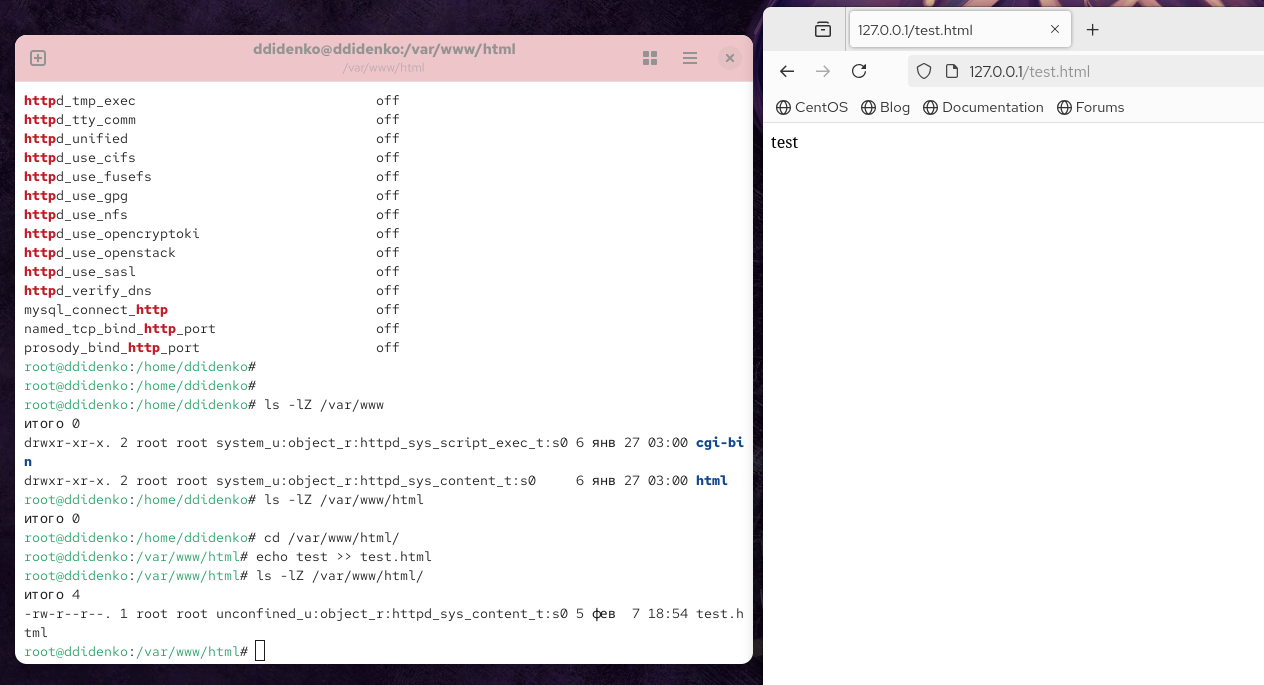 ddidenko@ddidenko:/var/www/html
/var/www/html
httpd_tmp_exec off
httpd_tty_comm off
httpd_unified off
httpd_use_cifs off
httpd_use_fusefs off
httpd_use_gpg off
httpd_use_nfs off
httpd_use_opencryptoki off
httpd_use_openstack off
httpd_use_sasl off
httpd_verify_dns off
mysql_connect_http off
named_tcp_bind_http_port off
prosody_bind_http_port off
root@ddidenko:/home/ddidenko#
root@ddidenko:/home/ddidenko#
root@ddidenko:/home/ddidenko# ls -lZ /var/www
итого 0
drwxr-xr-x. 2 root root system_u:object_r:httpd_sys_script_exec_t:s0 6 янв 27 03:00 cgi-bi
n
drwxr-xr-x. 2 root root system_u:object_r:httpd_sys_content_t:s0 6 янв 27 03:00 html
root@ddidenko:/home/ddidenko# ls -lZ /var/www/html
итого 0
root@ddidenko:/home/ddidenko# cd /var/www/html/
root@ddidenko:/var/www/html# echo test >> test.html
root@ddidenko:/var/www/html# ls -lZ /var/www/html/
итого 4
-rw-r--r--. 1 root root unconfined_u:object_r:httpd_sys_content_t:s0 5 фев 7 18:54 test.h
tml
root@ddidenko:/var/www/html#
127.0.0.1/test.html
127.0.0.1/test.html
CentOS Blog Documentation Forums
test